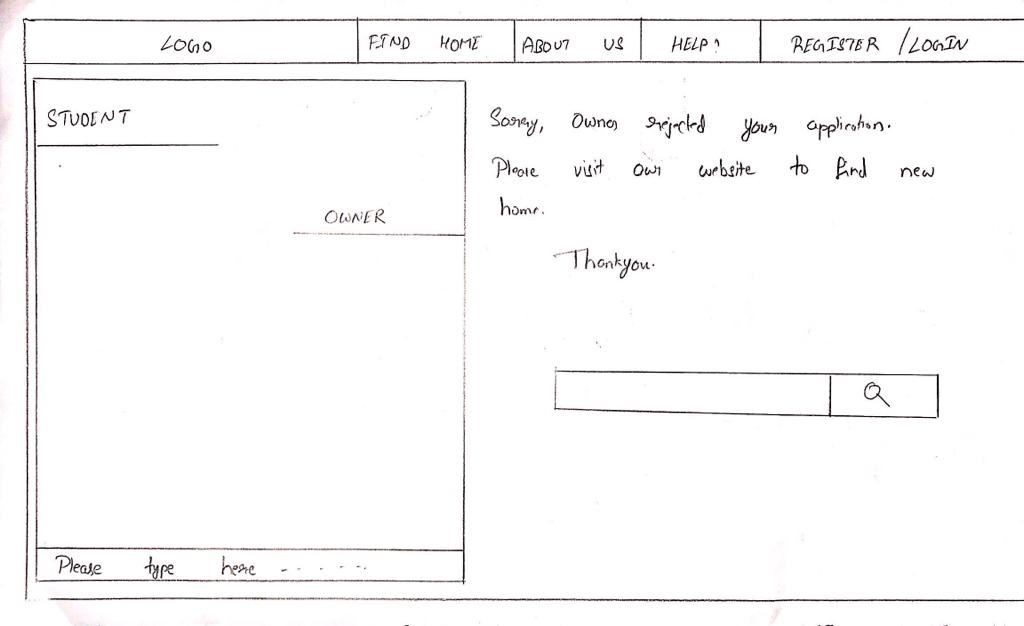 LOGO FIND HOME ABOUT US HELP? REGISTER / LOGIN
STUDENT
OWNER
Please type here - - - - - -
Sorry, Owner rejected your application.
Please visit our website to find new
home.
Thankyou.